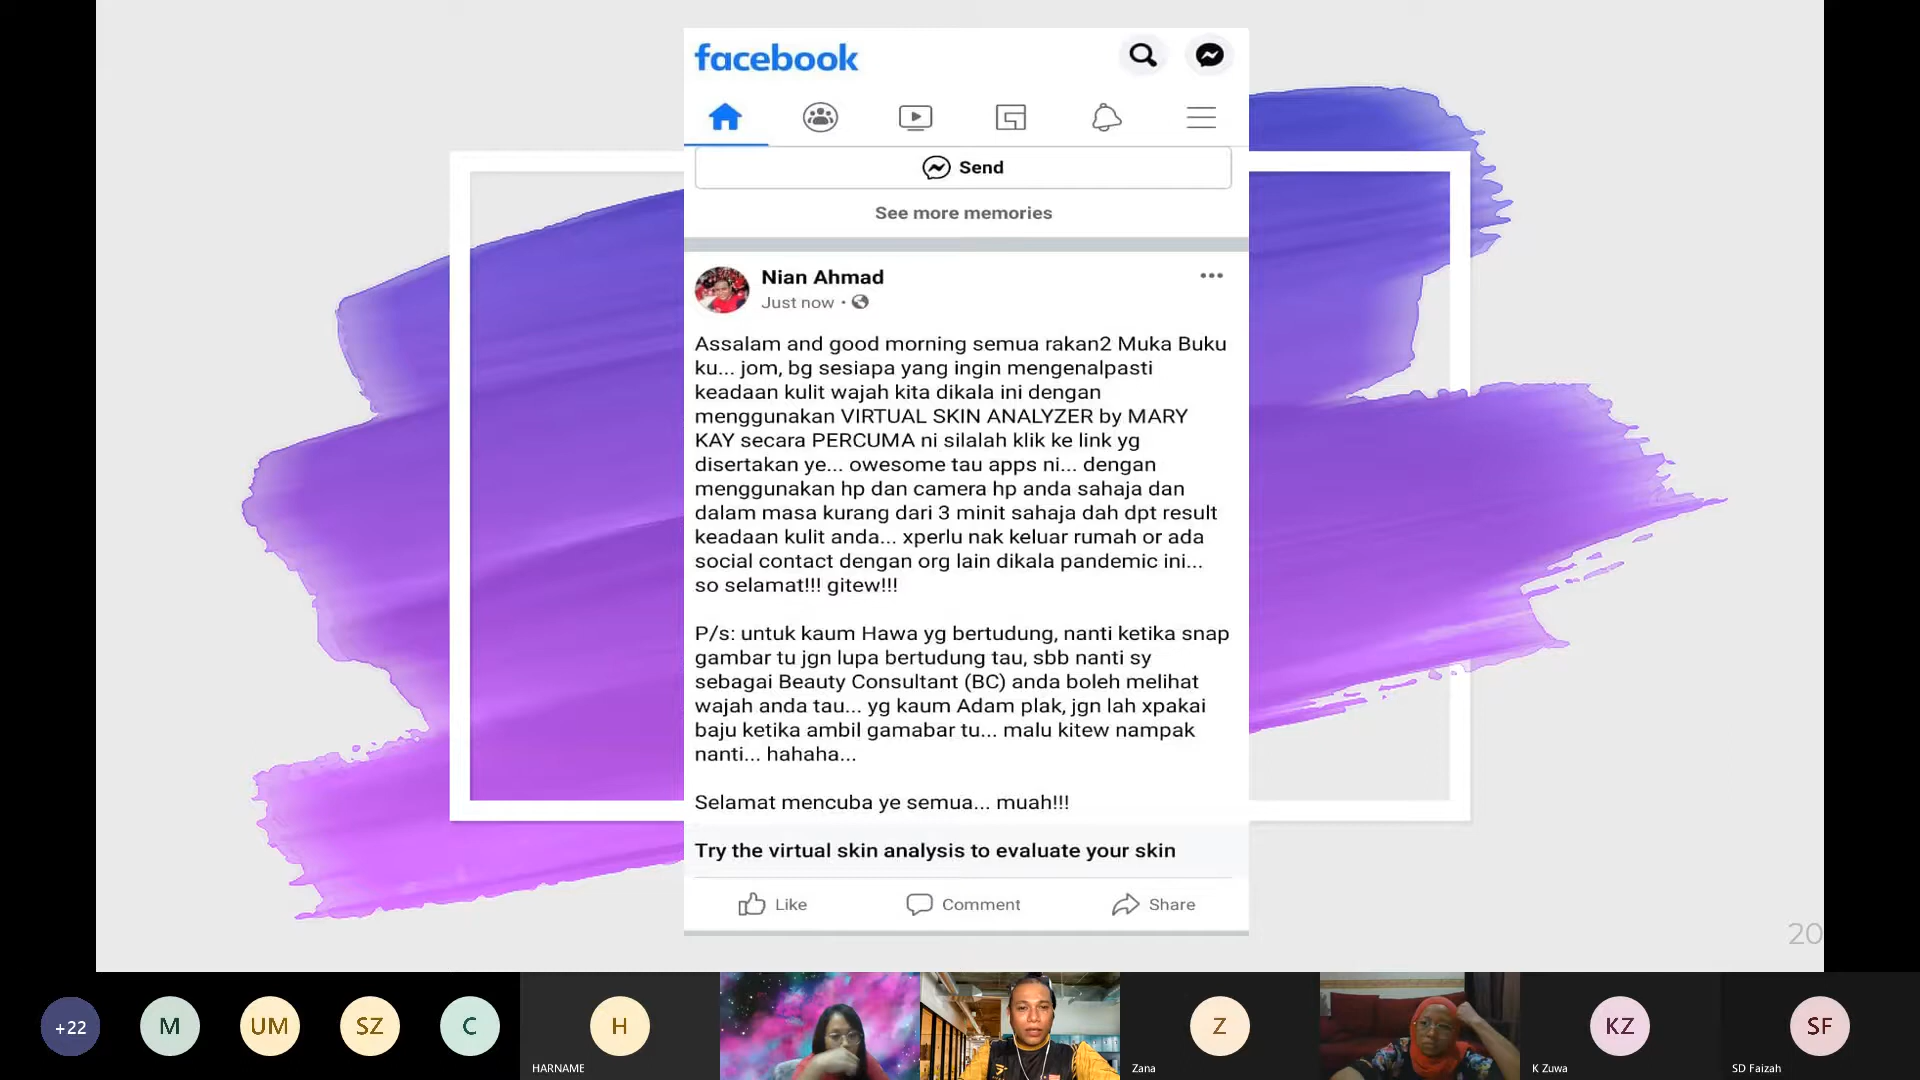 facebook
Send
See more memories
Nian Ahmad
Just now ·
Assalam and good morning semua rakan2 Muka Buku
ku... jom, bg sesiapa yang ingin mengenalpasti
keadaan kulit wajah kita dikala ini dengan
menggunakan VIRTUAL SKIN ANALYZER by MARY
KAY secara PERCUMA ni silalah klik ke link yg
disertakan ye... owesome tau apps ni... dengan
menggunakan hp dan camera hp anda sahaja dan
dalam masa kurang dari 3 minit sahaja dah dpt result
keadaan kulit anda... xperlu nak keluar rumah or ada
social contact dengan org lain dikala pandemic ini...
so selamat!!! gitew!!!
P/s: untuk kaum Hawa yg bertudung, nanti ketika snap
gambar tu jgn lupa bertudung tau, sbb nanti sy
sebagai Beauty Consultant (BC) anda boleh melihat
wajah anda tau... yg kaum Adam plak, jgn lah xpakai
baju ketika ambil gamabar tu... malu kitew nampak
nanti... hahaha...
Selamat mencuba ye semua... muah!!!
Try the virtual skin analysis to evaluate your skin
Like Comment Share
20
+22 M UM SZ C H Z KZ SF
HARNAME Zana K Zuwa SD Faizah